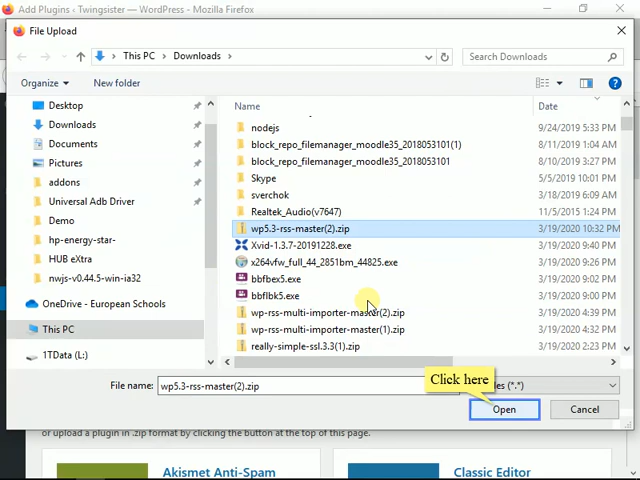 Add Plugins ‹ Twingsister — WordPress - Mozilla Firefox
File Upload
This PC > Downloads >
Search Downloads
Organize
New folder
Desktop
Downloads
Documents
Pictures
addons
Universal Adb Driver
Demo
hp-energy-star-
HUB eXtra
nwjs-v0.44.5-win-ia32
OneDrive - European Schools
This PC
1TData (L:)
Name
Date
nodejs
9/24/2019 5:33 PM
block_repo_filemanager_moodle35_2018053101(1)
8/11/2019 1:04 AM
block_repo_filemanager_moodle35_2018053101
8/10/2019 3:27 PM
Skype
5/5/2019 1:24 PM
sverchok
3/18/2019 6:09 AM
Realtek_Audio(v7647)
11/5/2015 1:24 PM
wp5.3-rss-master(2).zip
3/19/2020 10:32 PM
Xvid-1.3.7-20191228.exe
3/19/2020 9:40 PM
x264vfw_full_44_2851bm_44825.exe
3/19/2020 9:26 PM
bbfbex5.exe
3/19/2020 9:02 PM
bbflbk5.exe
3/19/2020 9:00 PM
wp-rss-multi-importer-master(2).zip
3/19/2020 4:39 PM
wp-rss-multi-importer-master(1).zip
3/19/2020 4:32 PM
really-simple-ssl.3.3(1).zip
3/19/2020 2:23 PM
File name:
wp5.3-rss-master(2).zip
(*.*)
Click here
Open
Cancel
or upload a plugin in .zip format by clicking the button at the top of this page.
Akismet Anti-Spam
Classic Editor